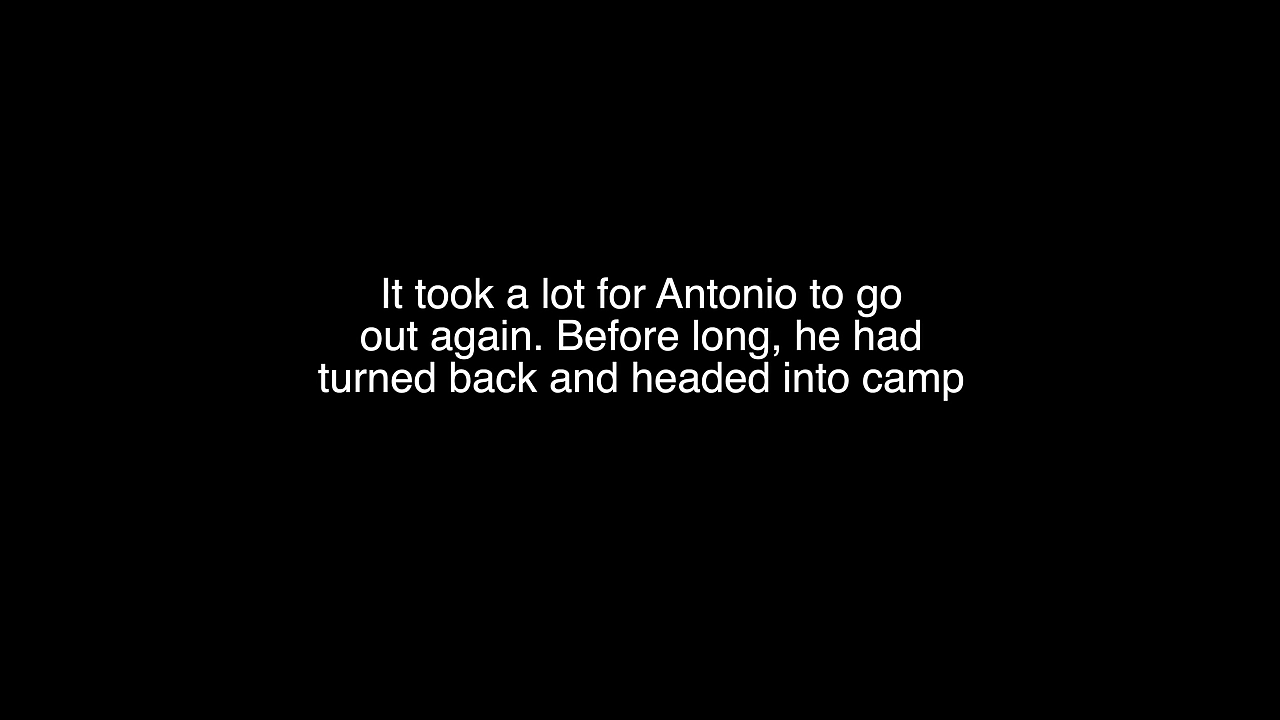 It took a lot for Antonio to go
out again. Before long, he had
turned back and headed into camp